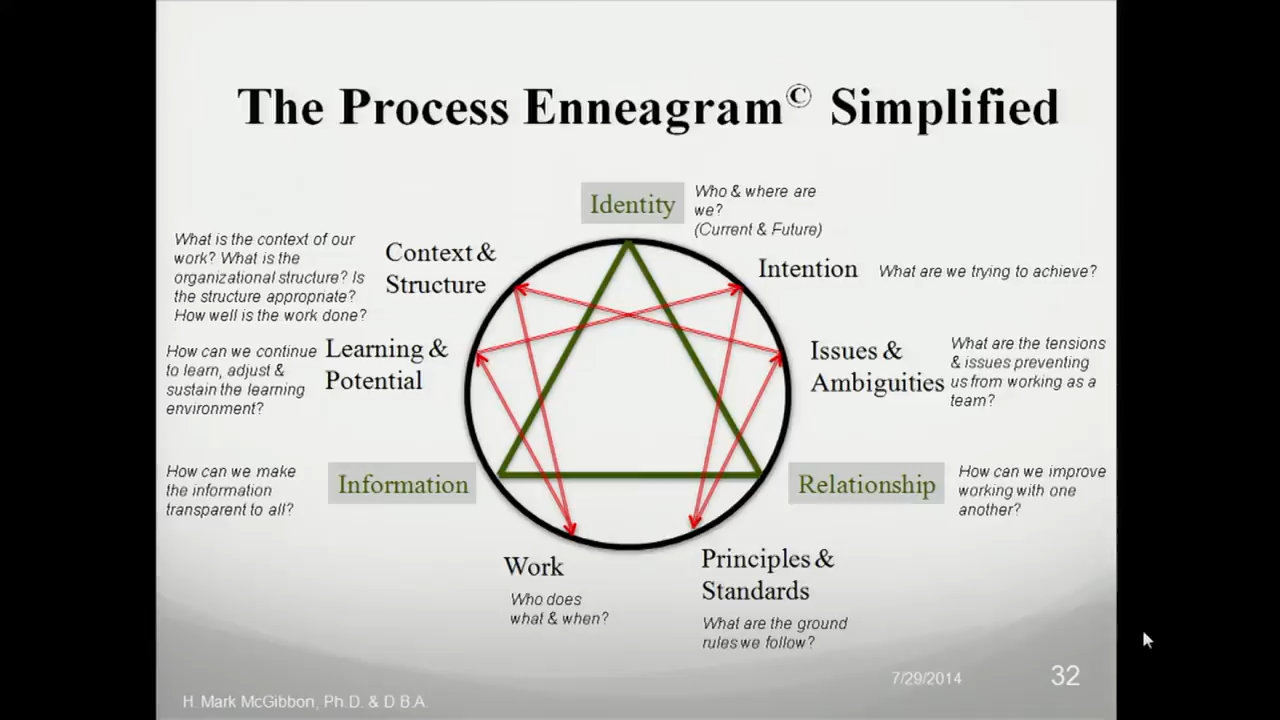 The Process Enneagram© Simplified
Identity
Who & where are
we?
(Current & Future)
Intention
What are we trying to achieve?
Issues &
Ambiguities
What are the tensions
& issues preventing
us from working as a
team?
Relationship
How can we improve
working with one
another?
Principles &
Standards
What are the ground
rules we follow?
Work
Who does
what & when?
Information
How can we make
the information
transparent to all?
Learning &
Potential
How can we continue
to learn, adjust &
sustain the learning
environment?
Context &
Structure
What is the context of our
work? What is the
organizational structure? Is
the structure appropriate?
How well is the work done?
7/29/2014
32
H. Mark McGibbon, Ph.D. & D.B.A.